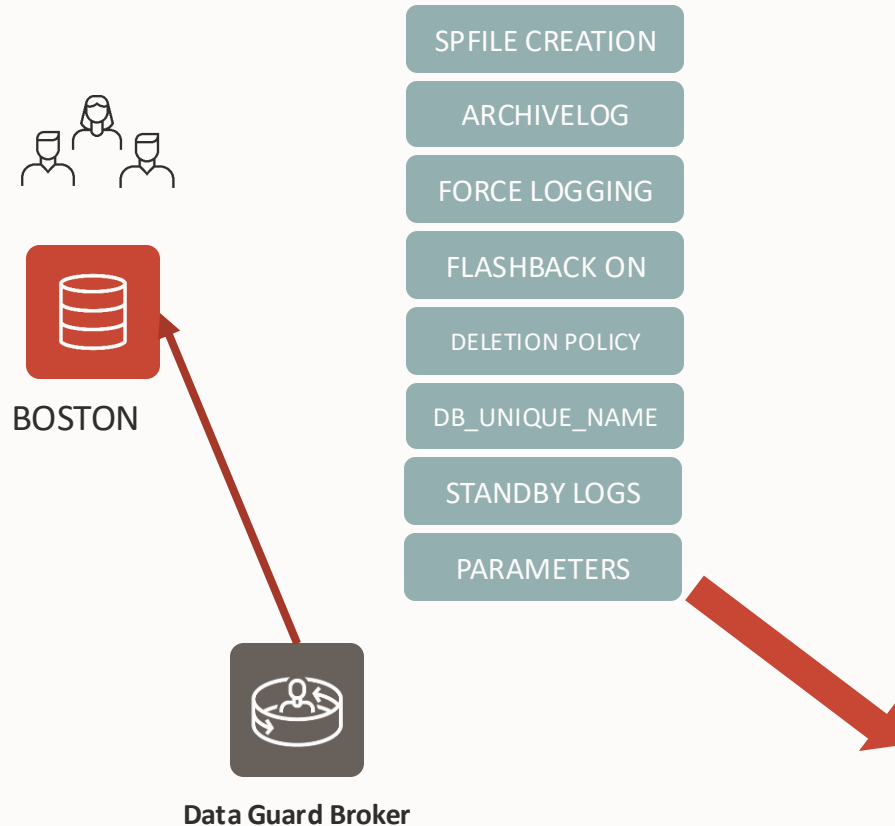 SPFILE CREATION
ARCHIVELOG
FORCE LOGGING
FLASHBACK ON
DELETION POLICY
DB_UNIQUE_NAME
STANDBY LOGS
PARAMETERS
BOSTON
Data Guard Broker